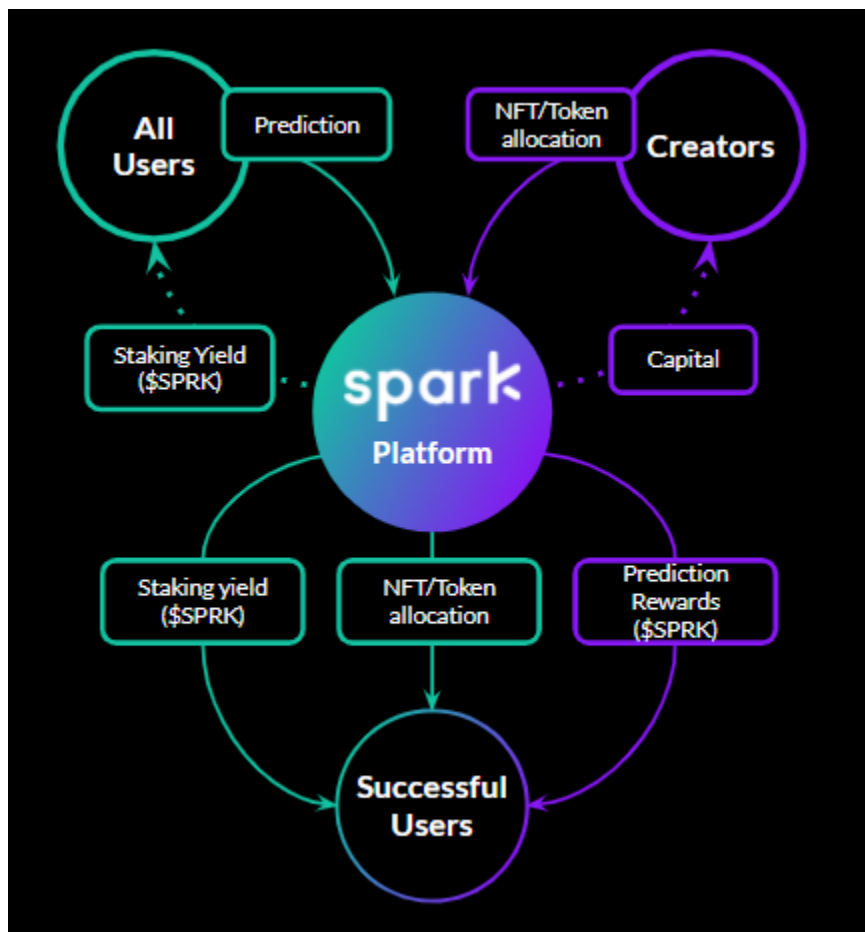 All
Users
Prediction
NFT/Token
allocation
Creators
Staking Yield
($SPRK)
Capital
spark
Platform
Staking yield
($SPRK)
NFT/Token
allocation
Prediction
Rewards
($SPRK)
Successful
Users